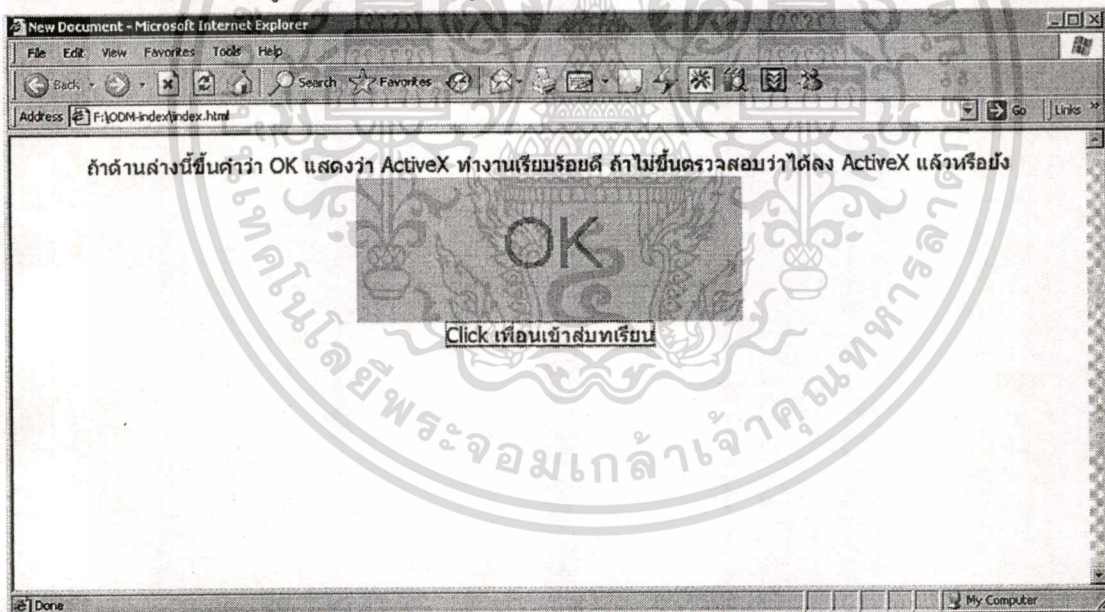 New Document - Microsoft Internet Explorer
File Edit View Favorites Tools Help
Back Search Favorites
Address F:\ODM-index\index.html Go Links »
ถ้าด้านล่างนี้ขึ้นคำว่า OK แสดงว่า ActiveX ทำงานเรียบร้อยดี ถ้าไม่ขึ้นตรวจสอบว่าได้ลง ActiveX แล้วหรือยัง
OK
Click เพื่อนเข้าสู่บทเรียน
Done My Computer